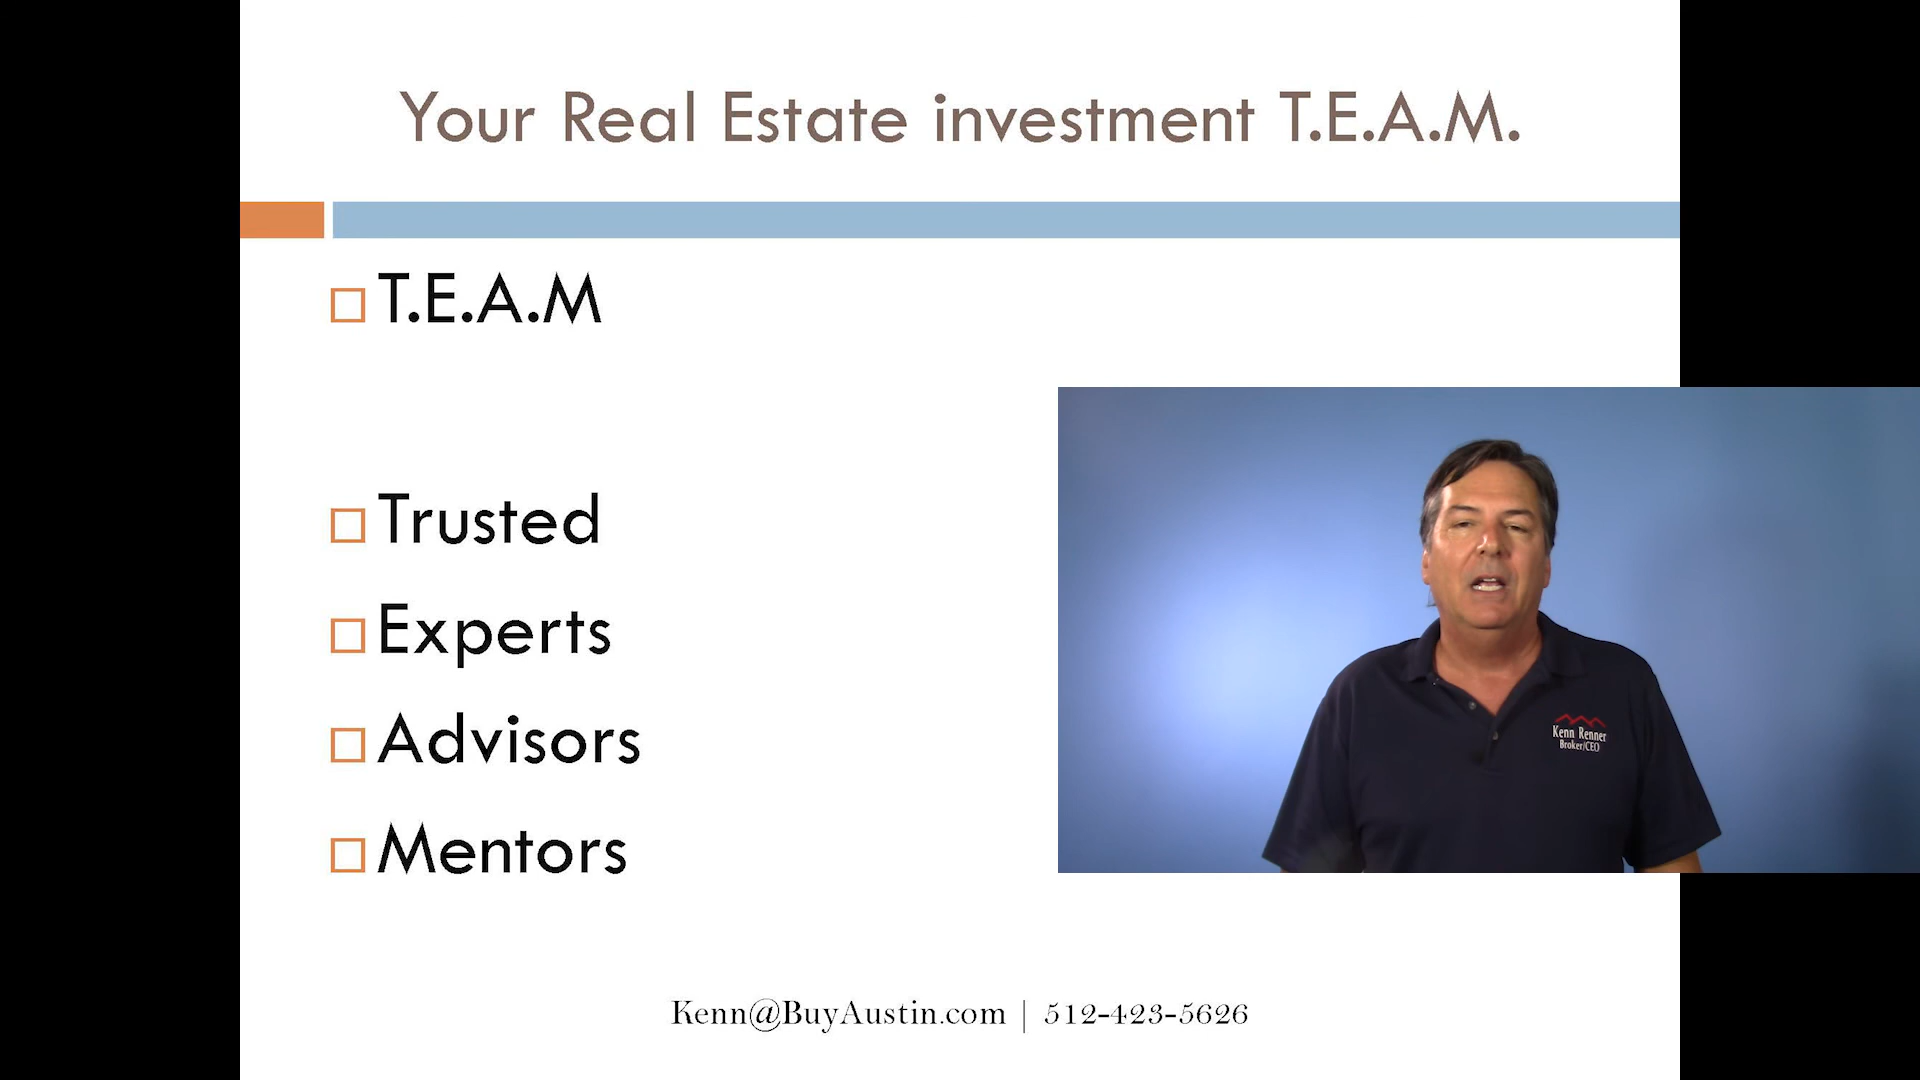 Your Real Estate investment T.E.A.M.
T.E.A.M
Trusted
Experts
Advisors
Mentors
Kenn Renner
Broker/CEO
Kenn@BuyAustin.com | 512-423-5626